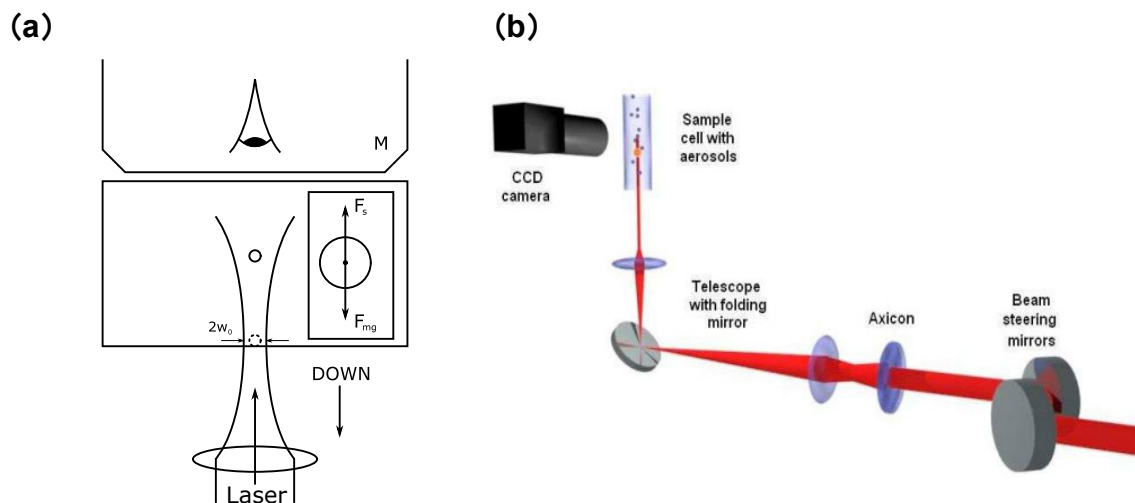 (a)
M
Fs
Fmg
2w0
DOWN
Laser
(b)
CCD
camera
Sample
cell with
aerosols
Telescope
with folding
mirror
Axicon
Beam
steering
mirrors